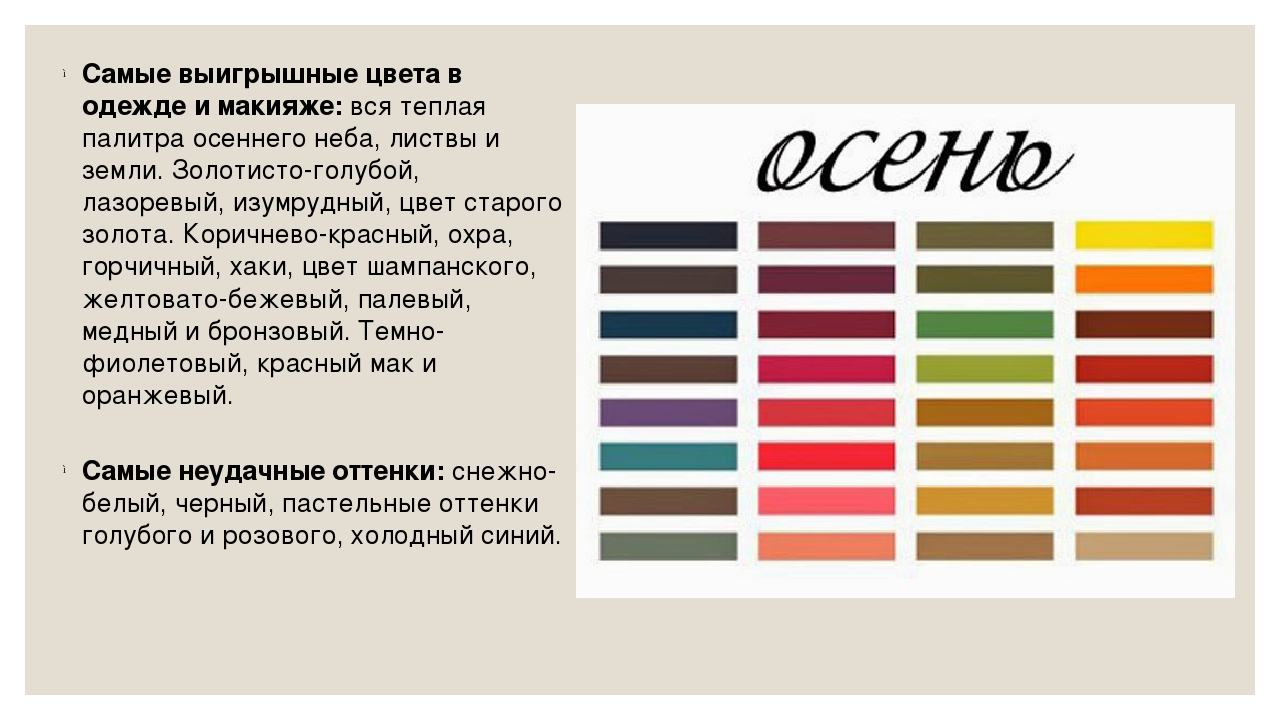 Самые выигрышные цвета в
одежде и макияже: вся теплая
палитра осеннего неба, листвы и
земли. Золотисто-голубой,
лазоревый, изумрудный, цвет старого
золота. Коричнево-красный, охра,
горчичный, хаки, цвет шампанского,
желтовато-бежевый, палевый,
медный и бронзовый. Темно-
фиолетовый, красный мак и
оранжевый.
Самые неудачные оттенки: снежно-
белый, черный, пастельные оттенки
голубого и розового, холодный синий.
осень